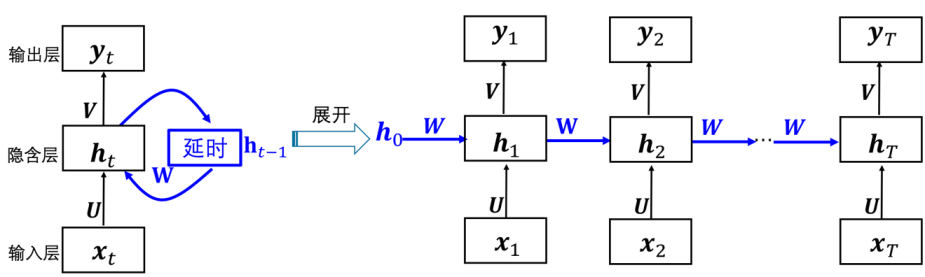 输出层 y_t y_1 y_2 y_T
V V V V
展开
隐含层 h_t 延时 h_{t−1} h_0 W h_1 W h_2 W ⋯ W h_T
W
U U U U
输入层 x_t x_1 x_2 x_T